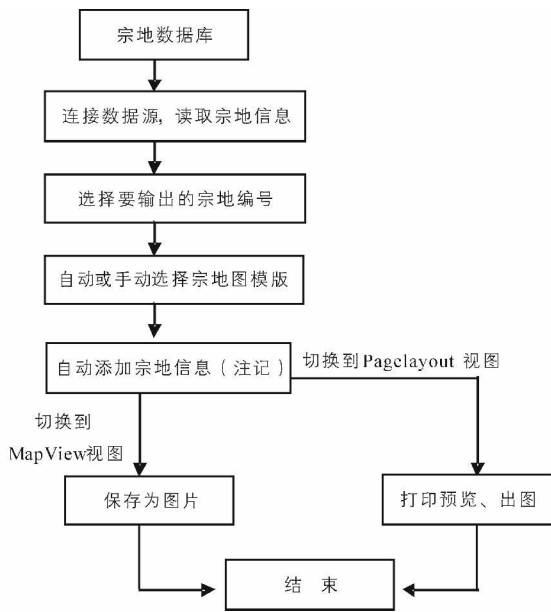 宗地数据库
连接数据源, 读取宗地信息
选择要输出的宗地编号
自动或手动选择宗地图模版
自动添加宗地信息（注记）
切换到Pagclayout 视图
切换到
MapView视图
保存为图片
打印预览、出图
结 束